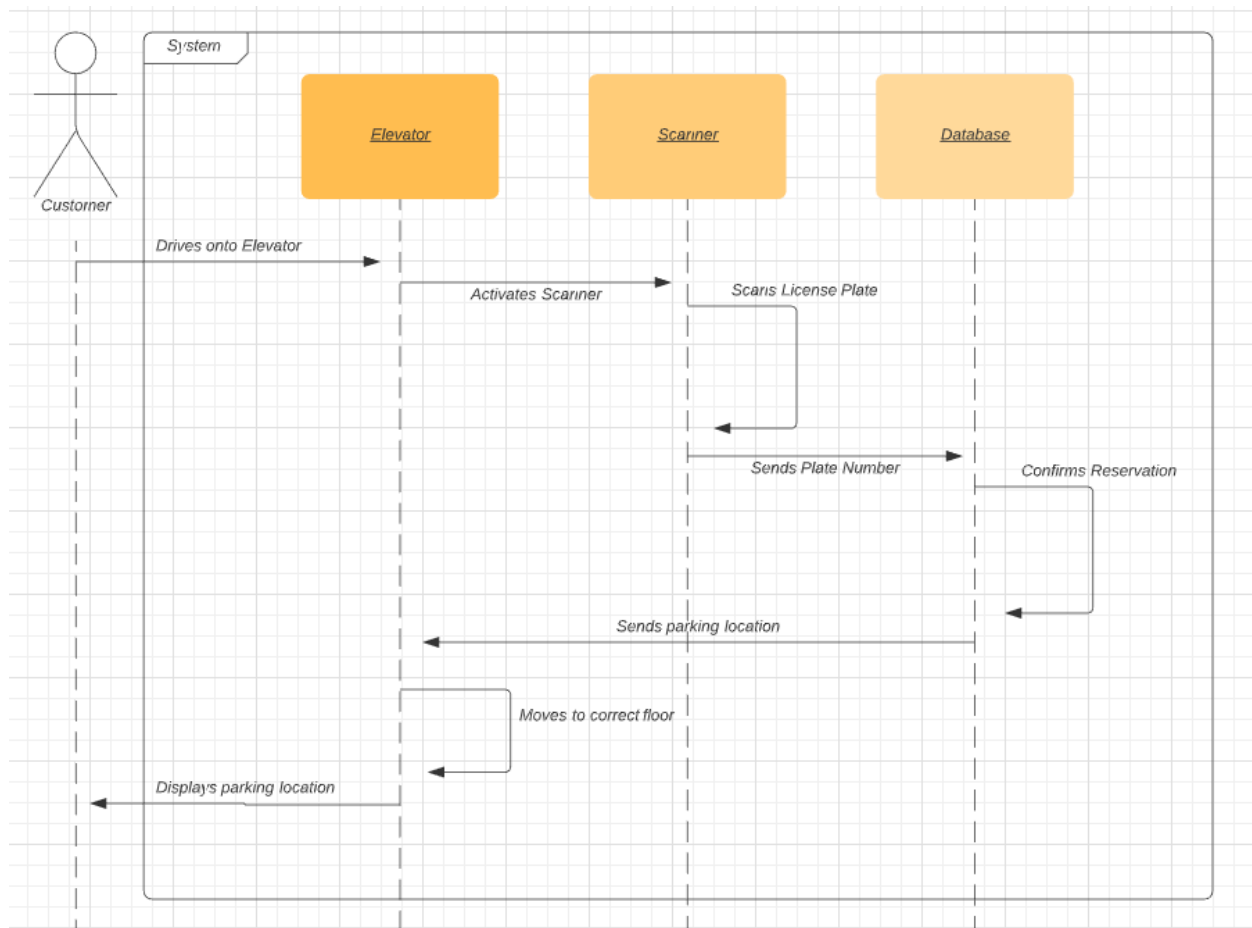 System
Elevator
Scanner
Database
Customer
Drives onto Elevator
Activates Scanner
Scans License Plate
Sends Plate Number
Confirms Reservation
Sends parking location
Moves to correct floor
Displays parking location